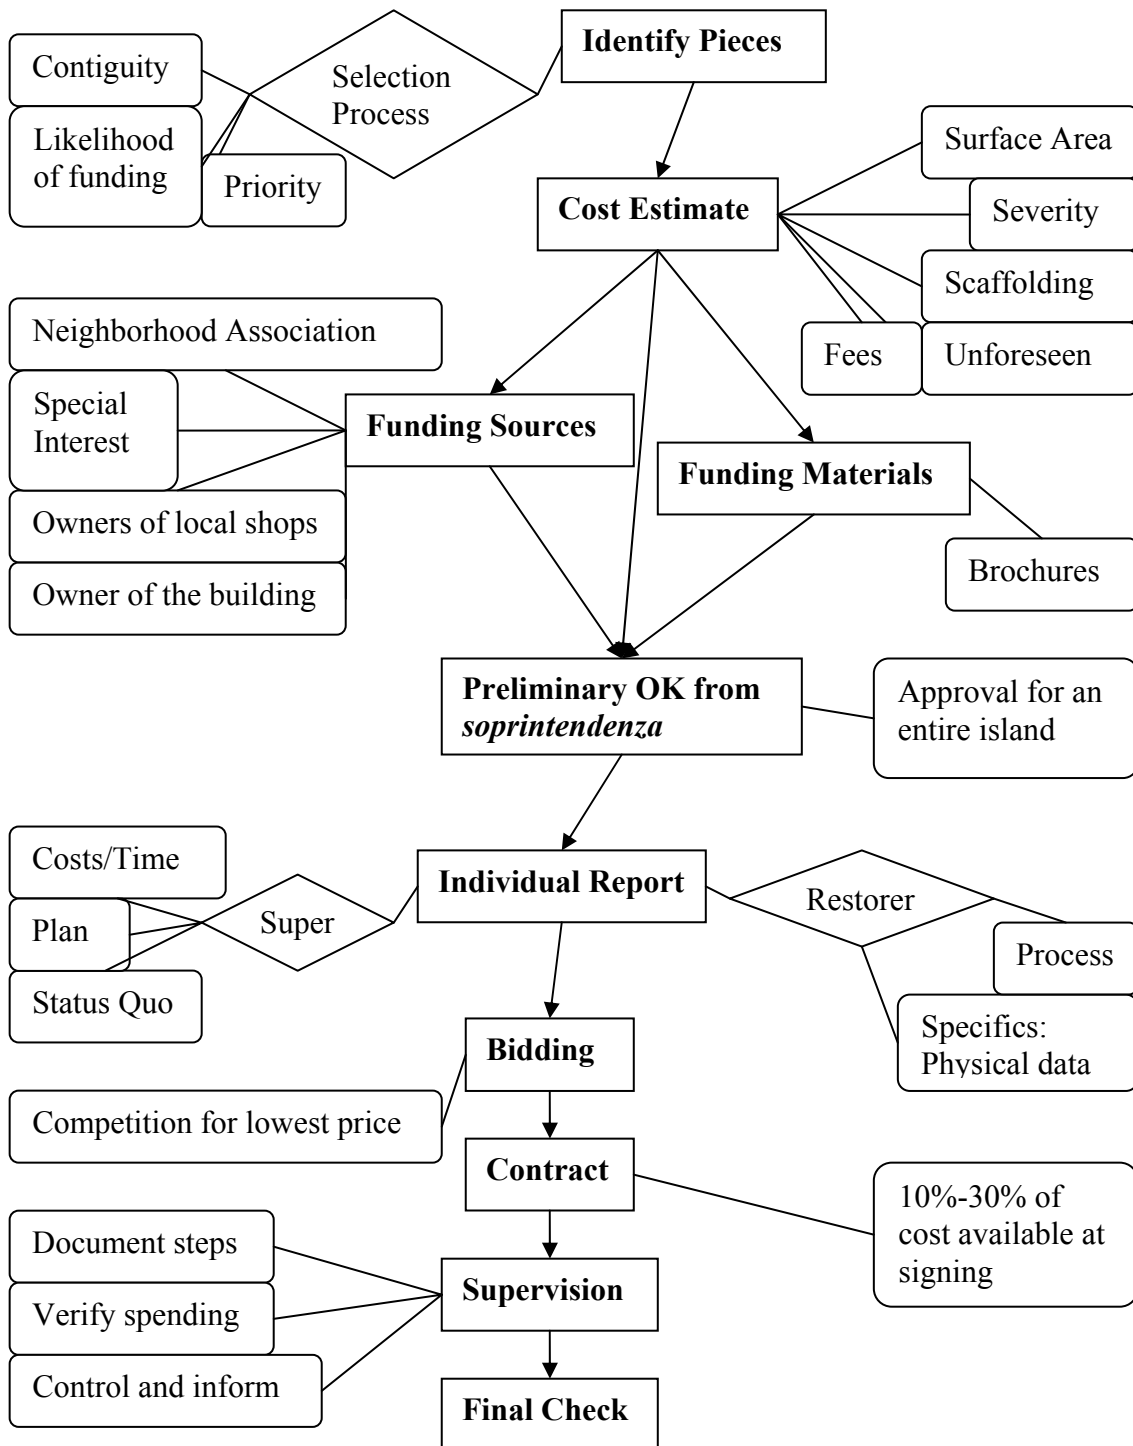 Identify Pieces
Contiguity
Selection
Process
Likelihood
of funding
Priority
Surface Area
Cost Estimate
Severity
Scaffolding
Neighborhood Association
Fees
Unforeseen
Special
Interest
Funding Sources
Funding Materials
Owners of local shops
Brochures
Owner of the building
Preliminary OK from
soprintendenza
Approval for an
entire island
Costs/Time
Individual Report
Restorer
Plan
Super
Process
Status Quo
Specifics:
Physical data
Bidding
Competition for lowest price
Contract
10%-30% of
cost available at
signing
Document steps
Supervision
Verify spending
Control and inform
Final Check